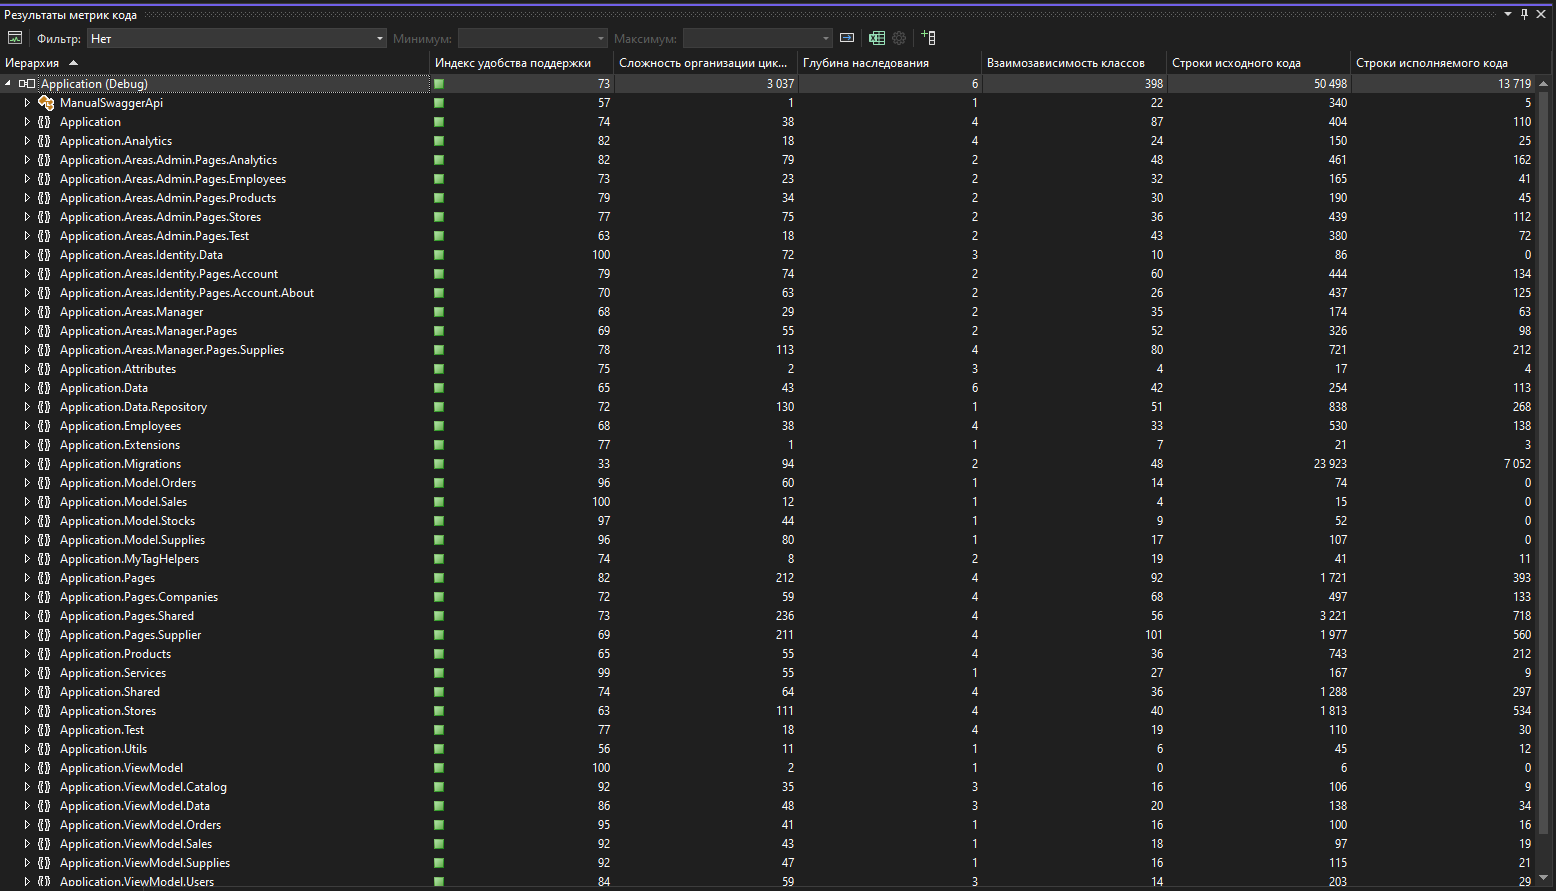 Результаты метрик кода
Фильтр: Нет Минимум: Максимум:
Иерархия Индекс удобства поддержки Сложность организации цик... Глубина наследования Взаимозависимость классов Строки исходного кода Строки исполняемого кода
Application (Debug) 73 3 037 6 398 50 498 13 719
ManualSwaggerApi 57 1 1 22 340 5
Application 74 38 4 87 404 110
Application.Analytics 82 18 4 24 150 25
Application.Areas.Admin.Pages.Analytics 82 79 2 48 461 162
Application.Areas.Admin.Pages.Employees 73 23 2 32 165 41
Application.Areas.Admin.Pages.Products 79 34 2 30 190 45
Application.Areas.Admin.Pages.Stores 77 75 2 36 439 112
Application.Areas.Admin.Pages.Test 63 18 2 43 380 72
Application.Areas.Identity.Data 100 72 3 10 86 0
Application.Areas.Identity.Pages.Account 79 74 2 60 444 134
Application.Areas.Identity.Pages.Account.About 70 63 2 26 437 125
Application.Areas.Manager 68 29 2 35 174 63
Application.Areas.Manager.Pages 69 55 2 52 326 98
Application.Areas.Manager.Pages.Supplies 78 113 4 80 721 212
Application.Attributes 75 2 3 4 17 4
Application.Data 65 43 6 42 254 113
Application.Data.Repository 72 130 1 51 838 268
Application.Employees 68 38 4 33 530 138
Application.Extensions 77 1 1 7 21 3
Application.Migrations 33 94 2 48 23 923 7 052
Application.Model.Orders 96 60 1 14 74 0
Application.Model.Sales 100 12 1 4 15 0
Application.Model.Stocks 97 44 1 9 52 0
Application.Model.Supplies 96 80 1 17 107 0
Application.MyTagHelpers 74 8 2 19 41 11
Application.Pages 82 212 4 92 1 721 393
Application.Pages.Companies 72 59 4 68 497 133
Application.Pages.Shared 73 236 4 56 3 221 718
Application.Pages.Supplier 69 211 4 101 1 977 560
Application.Products 65 55 4 36 743 212
Application.Services 99 55 1 27 167 9
Application.Shared 74 64 4 36 1 288 297
Application.Stores 63 111 4 40 1 813 534
Application.Test 77 18 4 19 110 30
Application.Utils 56 11 1 6 45 12
Application.ViewModel 100 2 1 0 6 0
Application.ViewModel.Catalog 92 35 3 16 106 9
Application.ViewModel.Data 86 48 3 20 138 34
Application.ViewModel.Orders 95 41 1 16 100 16
Application.ViewModel.Sales 92 43 1 18 97 19
Application.ViewModel.Supplies 92 47 1 16 115 21
Application.ViewModel.Users 84 59 3 14 203 29